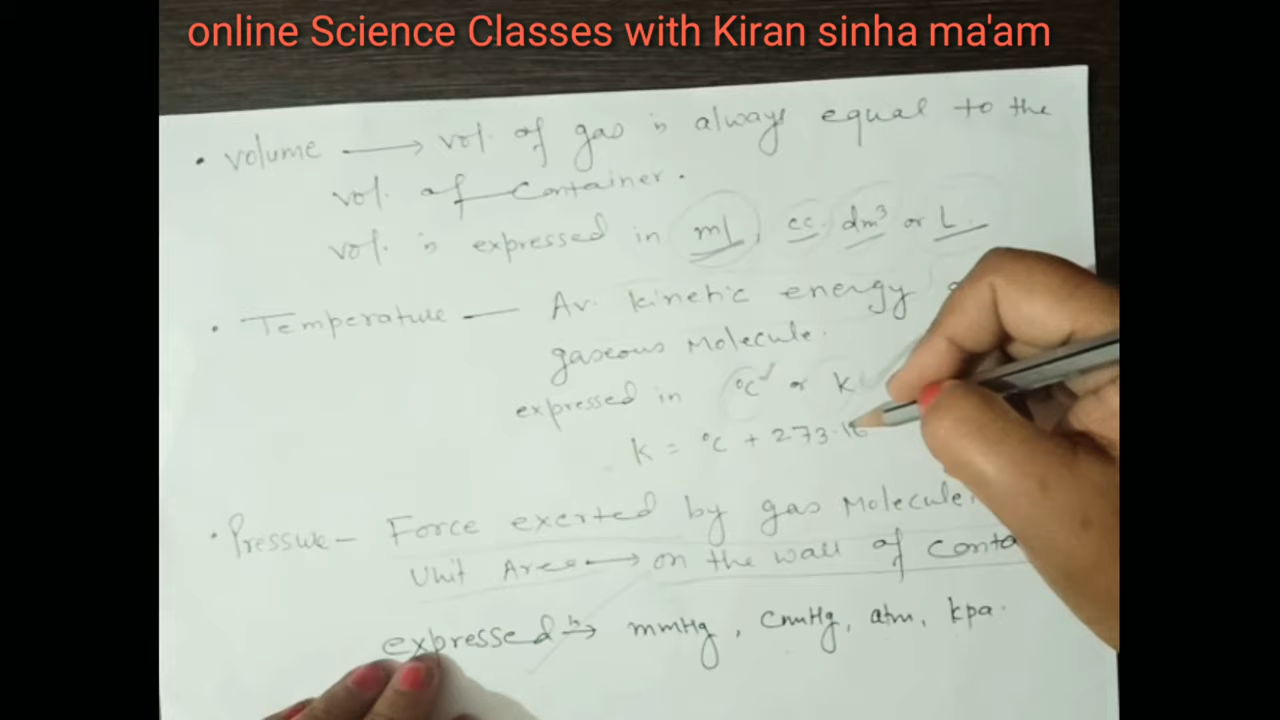 online Science Classes with Kiran sinha ma'am
• Volume ⟶ vol. of gas is always equal to the
vol. of container.
vol. is expressed in ml, cc, dm³ or L.
• Temperature — Av. kinetic energy
gaseous Molecule.
expressed in °C or K
K = °C + 273.
• Pressure – Force exerted by gas Molecule
Unit Area ⟶ on the wall of
expressed in → mmHg, CmHg, atm, kpa.